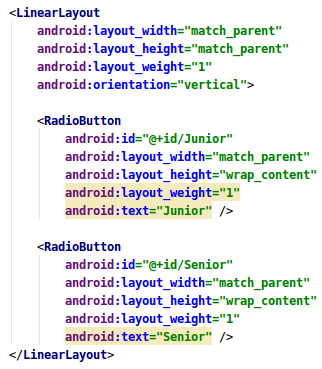 <LinearLayout
    android:layout_width="match_parent"
    android:layout_height="match_parent"
    android:layout_weight="1"
    android:orientation="vertical">

    <RadioButton
        android:id="@+id/Junior"
        android:layout_width="match_parent"
        android:layout_height="wrap_content"
        android:layout_weight="1"
        android:text="Junior" />

    <RadioButton
        android:id="@+id/Senior"
        android:layout_width="match_parent"
        android:layout_height="wrap_content"
        android:layout_weight="1"
        android:text="Senior" />
</LinearLayout>